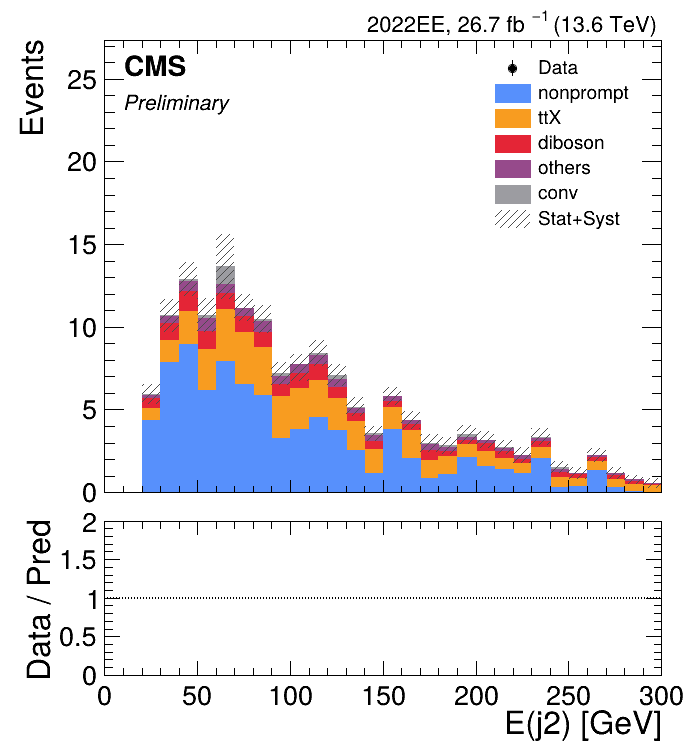 2022EE, 26.7 fb⁻¹ (13.6 TeV)
CMS
Preliminary
Events
25
20
15
10
5
0
Data
nonprompt
ttX
diboson
others
conv
Stat+Syst
Data / Pred
2
1.5
1
0.5
0
0 50 100 150 200 250 300
E(j2) [GeV]